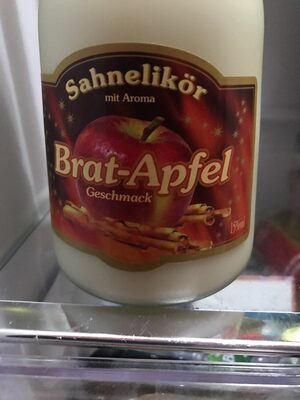 Sahnelikör
mit Aroma
Brat-Apfel
Geschmack